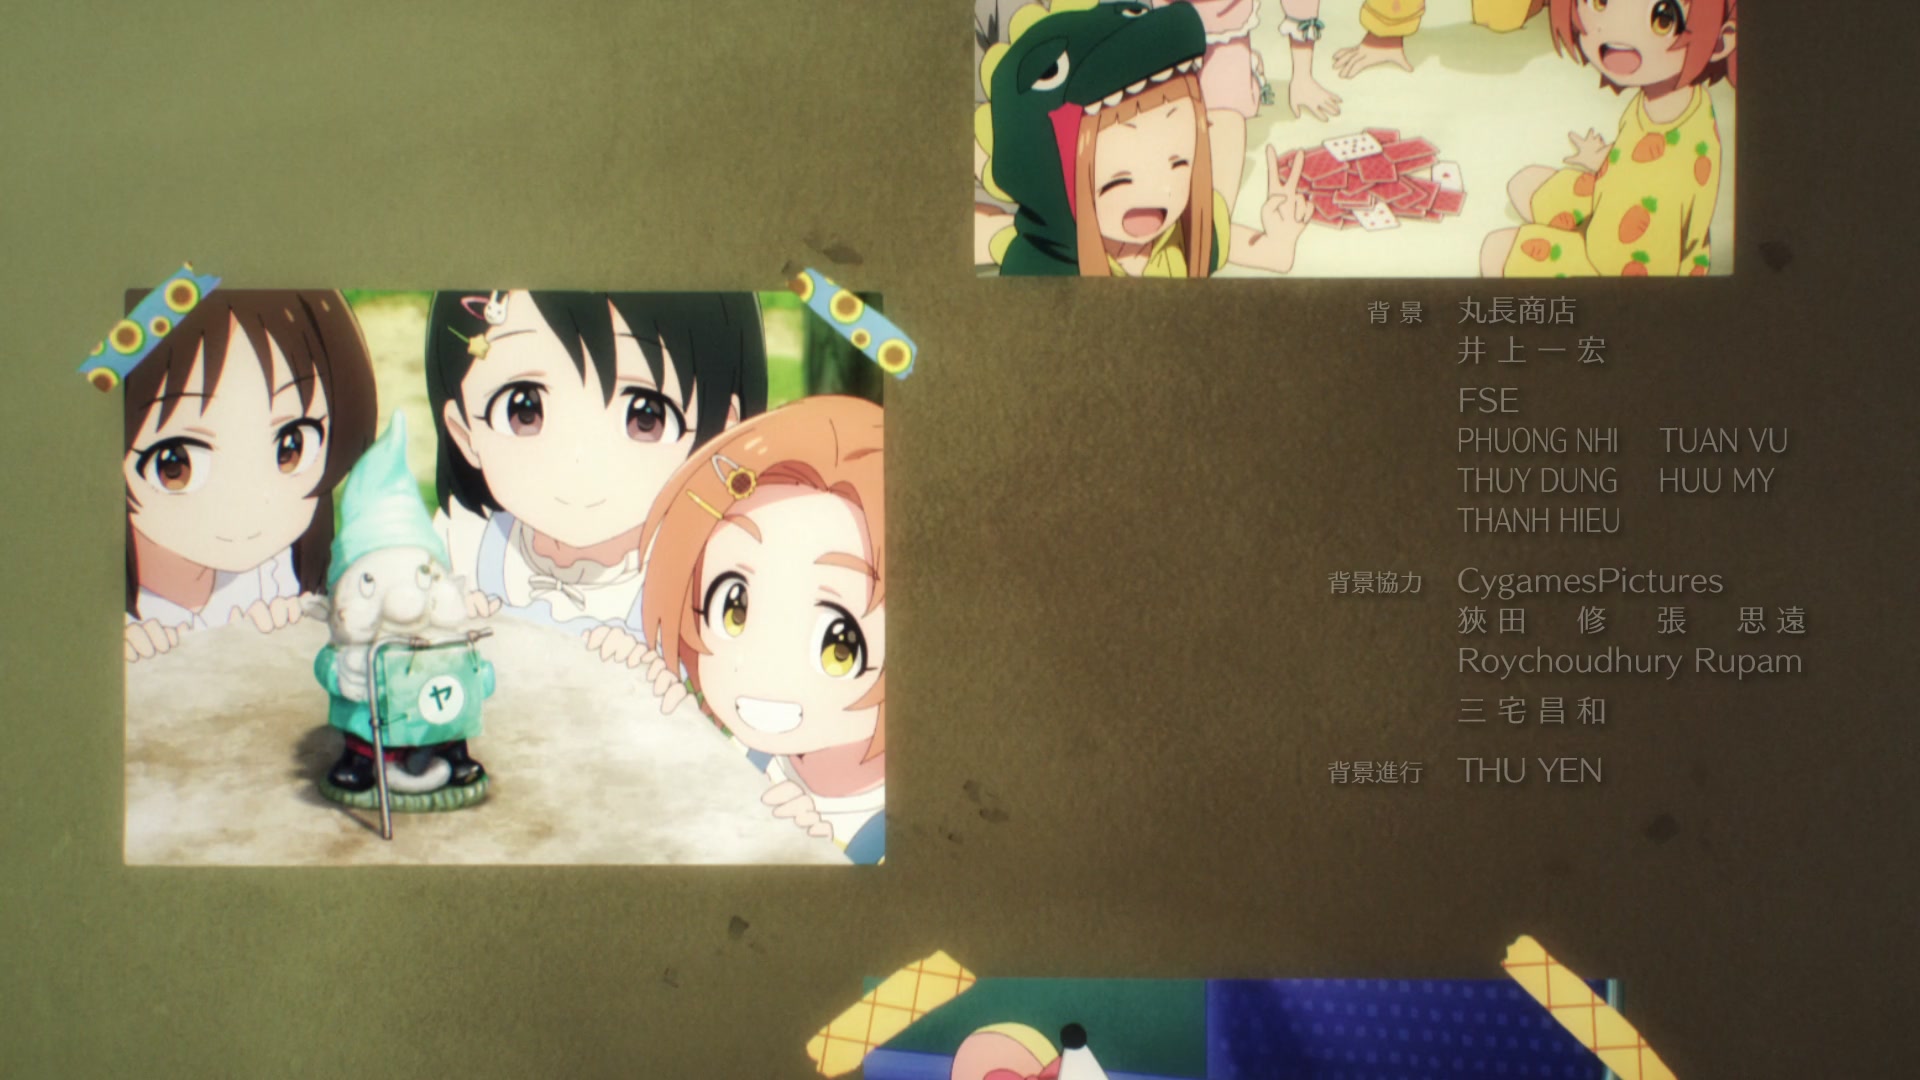 背景 丸長商店
井上一宏
FSE
PHUONG NHI TUAN VU
THUY DUNG HUU MY
THANH HIEU
背景協力 CygamesPictures
狹田 修 張 思遠
Roychoudhury Rupam
三宅昌和
背景進行 THU YEN
ヤ